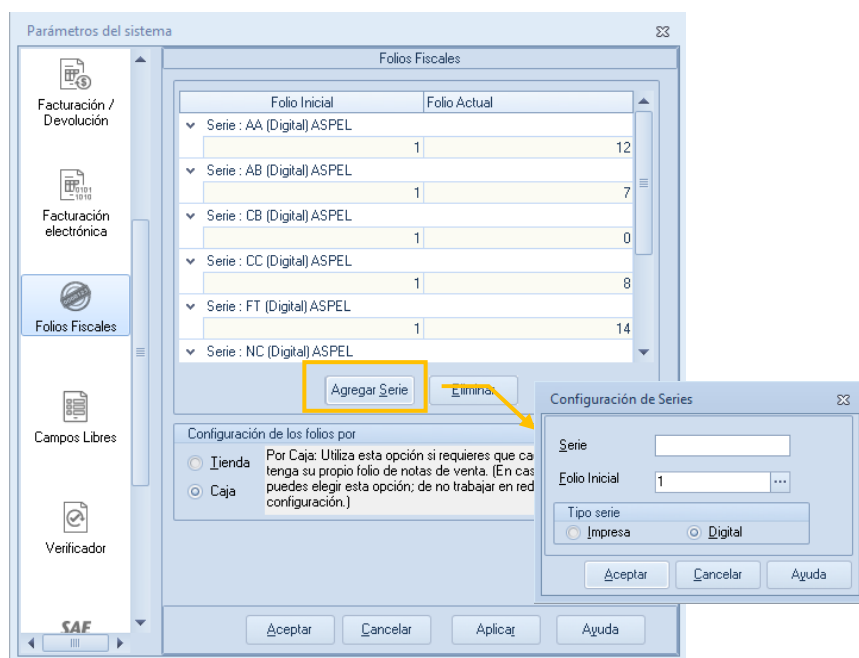 Parámetros del sistema
Facturación /
Devolución
0101
1010
Facturación
electrónica
Folios Fiscales
Campos Libres
Verificador
SAE
Folios Fiscales
Folio Inicial Folio Actual
Serie : AA (Digital) ASPEL
1 12
Serie : AB (Digital) ASPEL
1 7
Serie : CB (Digital) ASPEL
1 0
Serie : CC (Digital) ASPEL
1 8
Serie : FT (Digital) ASPEL
1 14
Serie : NC (Digital) ASPEL
Agregar Serie Eliminar
Configuración de los folios por
Tienda
Caja
Por Caja: Utiliza esta opción si requieres que ca
tenga su propio folio de notas de venta. (En cas
puedes elegir esta opción; de no trabajar en red
configuración.)
Aceptar Cancelar Aplicar Ayuda
Configuración de Series
Serie
Folio Inicial 1 ...
Tipo serie
Impresa Digital
Aceptar Cancelar Ayuda